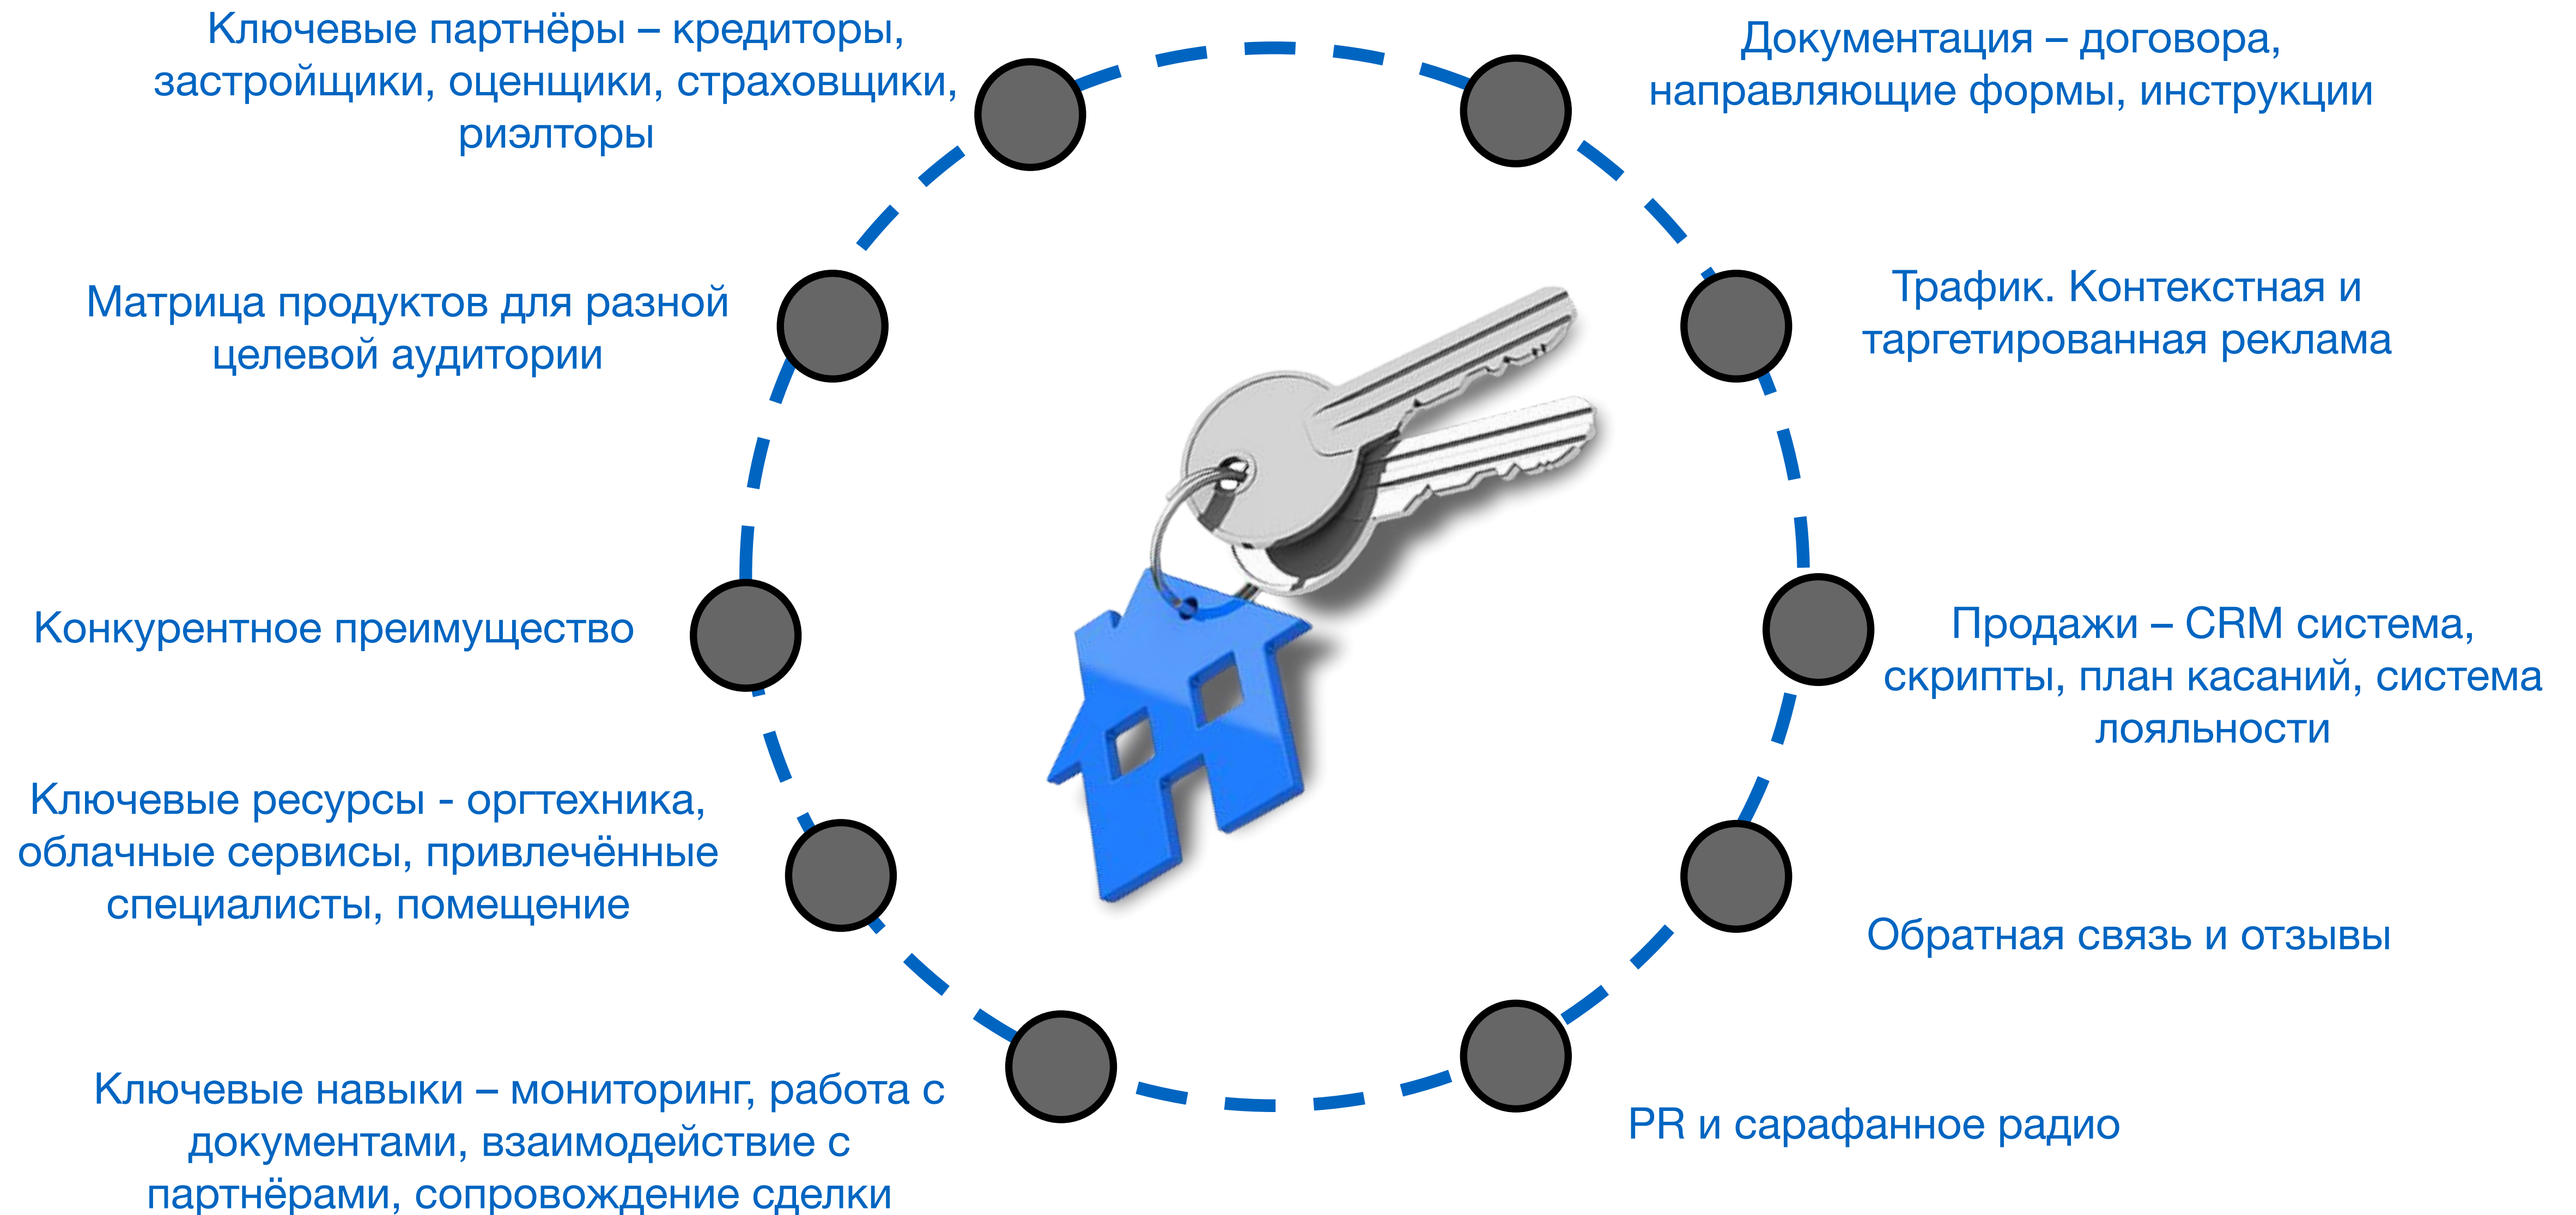 Ключевые партнёры – кредиторы,
застройщики, оценщики, страховщики,
риэлторы
Матрица продуктов для разной
целевой аудитории
Конкурентное преимущество
Ключевые ресурсы - оргтехника,
облачные сервисы, привлечённые
специалисты, помещение
Ключевые навыки – мониторинг, работа с
документами, взаимодействие с
партнёрами, сопровождение сделки
Документация – договора,
направляющие формы, инструкции
Трафик. Контекстная и
таргетированная реклама
Продажи – CRM система,
скрипты, план касаний, система
лояльности
Обратная связь и отзывы
PR и сарафанное радио